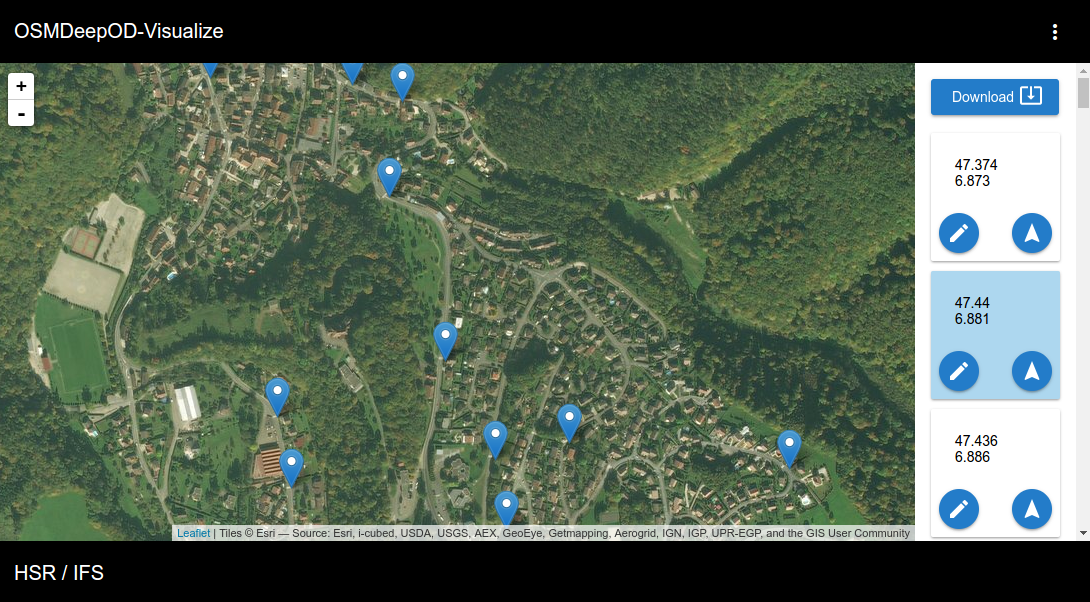 OSMDeepOD-Visualize
+
-
Download
47.374
6.873
47.44
6.881
47.436
6.886
Leaflet | Tiles © Esri — Source: Esri, i-cubed, USDA, USGS, AEX, GeoEye, Getmapping, Aerogrid, IGN, IGP, UPR-EGP, and the GIS User Community
HSR / IFS